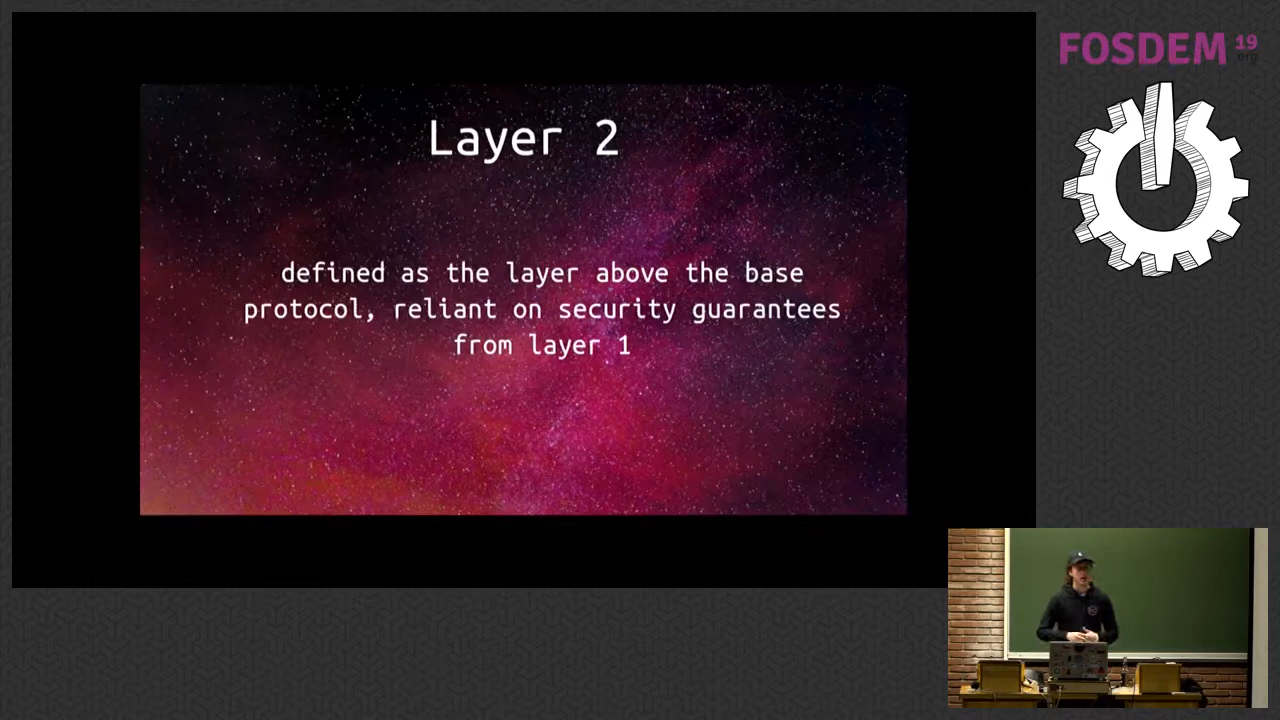 Layer 2
defined as the layer above the base
protocol, reliant on security guarantees
from layer 1
FOSDEM 19
.org